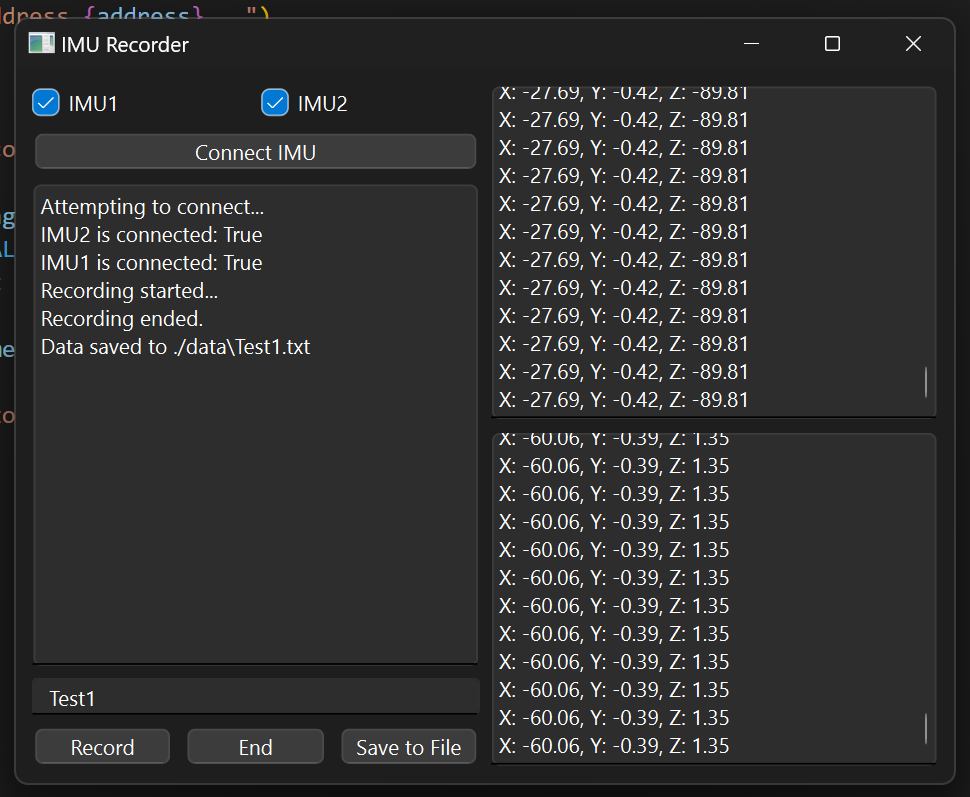 ddress {address}...")
IMU Recorder
IMU1
IMU2
Connect IMU
Attempting to connect...
IMU2 is connected: True
IMU1 is connected: True
Recording started...
Recording ended.
Data saved to ./data\Test1.txt
Test1
Record
End
Save to File
X: -27.69, Y: -0.42, Z: -89.81
X: -27.69, Y: -0.42, Z: -89.81
X: -27.69, Y: -0.42, Z: -89.81
X: -27.69, Y: -0.42, Z: -89.81
X: -27.69, Y: -0.42, Z: -89.81
X: -27.69, Y: -0.42, Z: -89.81
X: -27.69, Y: -0.42, Z: -89.81
X: -27.69, Y: -0.42, Z: -89.81
X: -27.69, Y: -0.42, Z: -89.81
X: -27.69, Y: -0.42, Z: -89.81
X: -27.69, Y: -0.42, Z: -89.81
X: -27.69, Y: -0.42, Z: -89.81
X: -60.06, Y: -0.39, Z: 1.35
X: -60.06, Y: -0.39, Z: 1.35
X: -60.06, Y: -0.39, Z: 1.35
X: -60.06, Y: -0.39, Z: 1.35
X: -60.06, Y: -0.39, Z: 1.35
X: -60.06, Y: -0.39, Z: 1.35
X: -60.06, Y: -0.39, Z: 1.35
X: -60.06, Y: -0.39, Z: 1.35
X: -60.06, Y: -0.39, Z: 1.35
X: -60.06, Y: -0.39, Z: 1.35
X: -60.06, Y: -0.39, Z: 1.35
X: -60.06, Y: -0.39, Z: 1.35